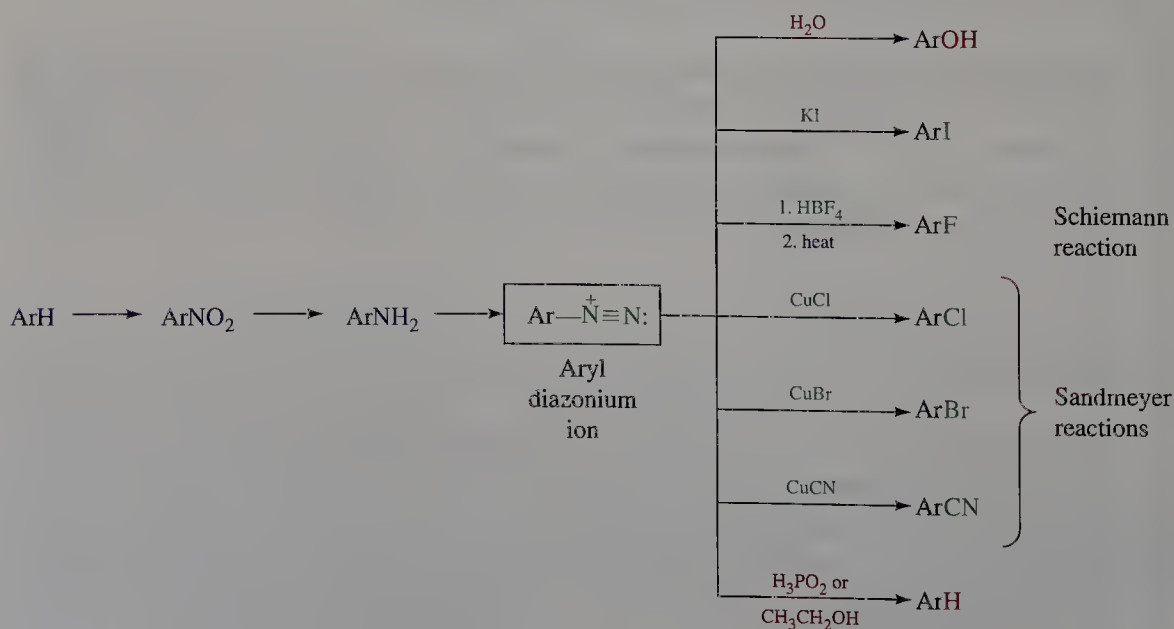 H₂O
ArOH
KI
ArI
1. HBF₄
2. heat
ArF
Schiemann
reaction
ArH
ArNO₂
ArNH₂
Ar—N⁺≡N:
Aryl
diazonium
ion
CuCl
ArCl
CuBr
ArBr
Sandmeyer
reactions
CuCN
ArCN
H₃PO₂ or
CH₃CH₂OH
ArH